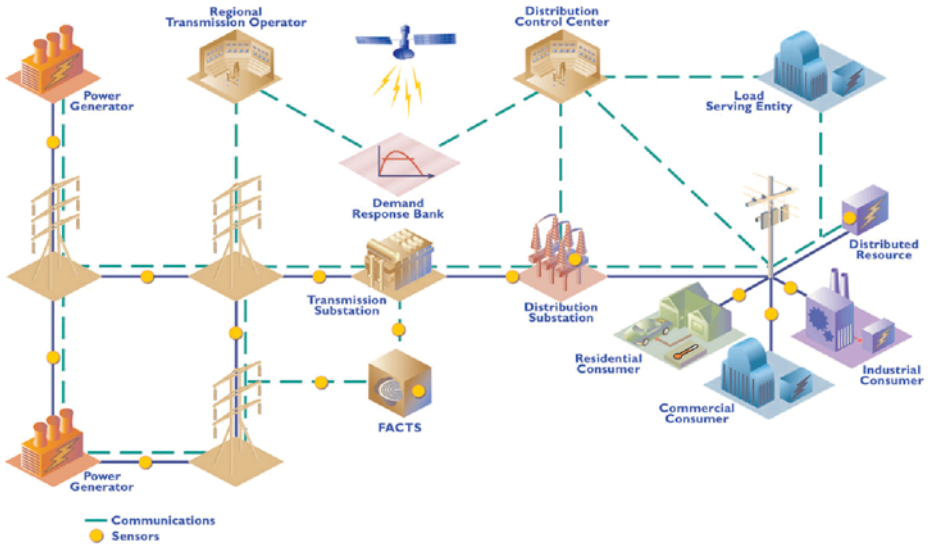 Regional
Transmission Operator
Distribution
Control Center
Power
Generator
Load
Serving Entity
Demand
Response Bank
Distributed
Resource
Transmission
Substation
Distribution
Substation
Residential
Consumer
Industrial
Consumer
Commercial
Consumer
FACTS
Power
Generator
Communications
Sensors